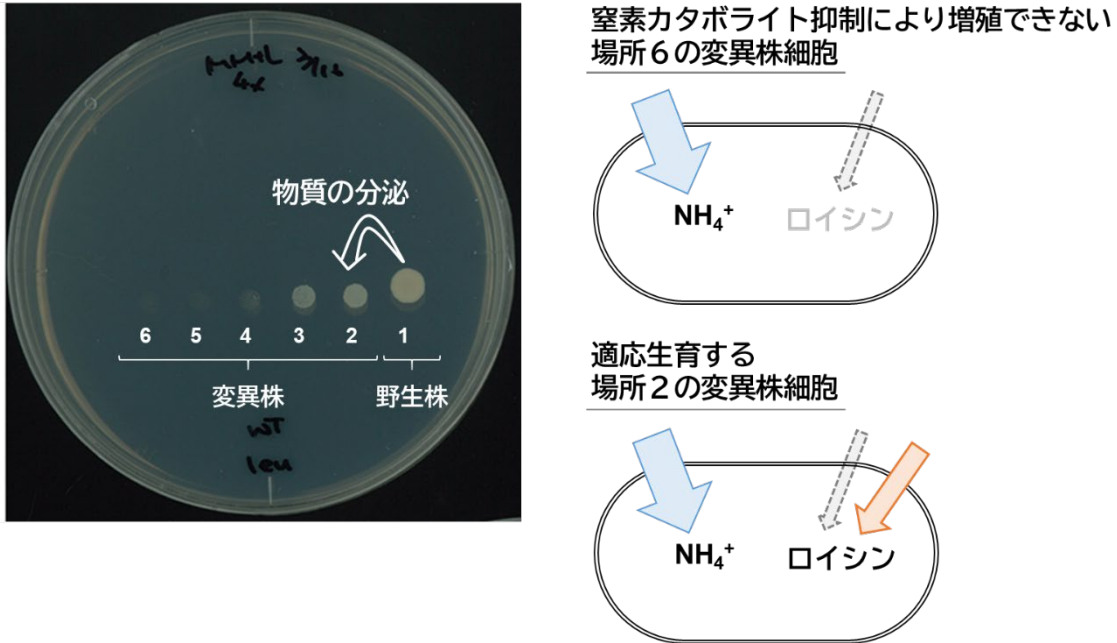 MM+L
4x
物質の分泌
6 5 4 3 2 1
変異株 野生株
WT
leu
窒素カタボライト抑制により増殖できない
場所6の変異株細胞
NH₄⁺ ロイシン
適応生育する
場所2の変異株細胞
NH₄⁺ ロイシン